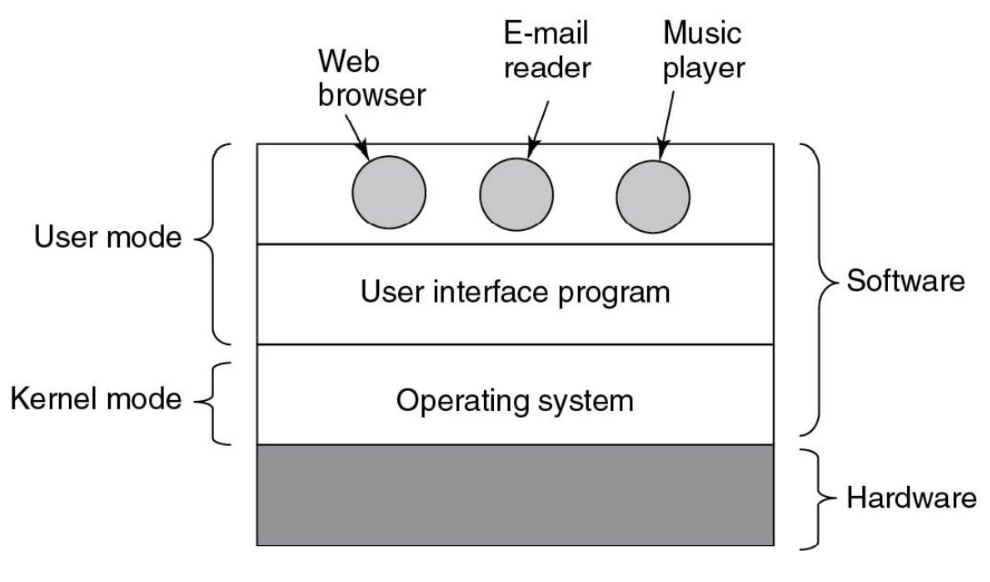 Web
browser
E-mail
reader
Music
player
User mode
User interface program
Software
Kernel mode
Operating system
Hardware